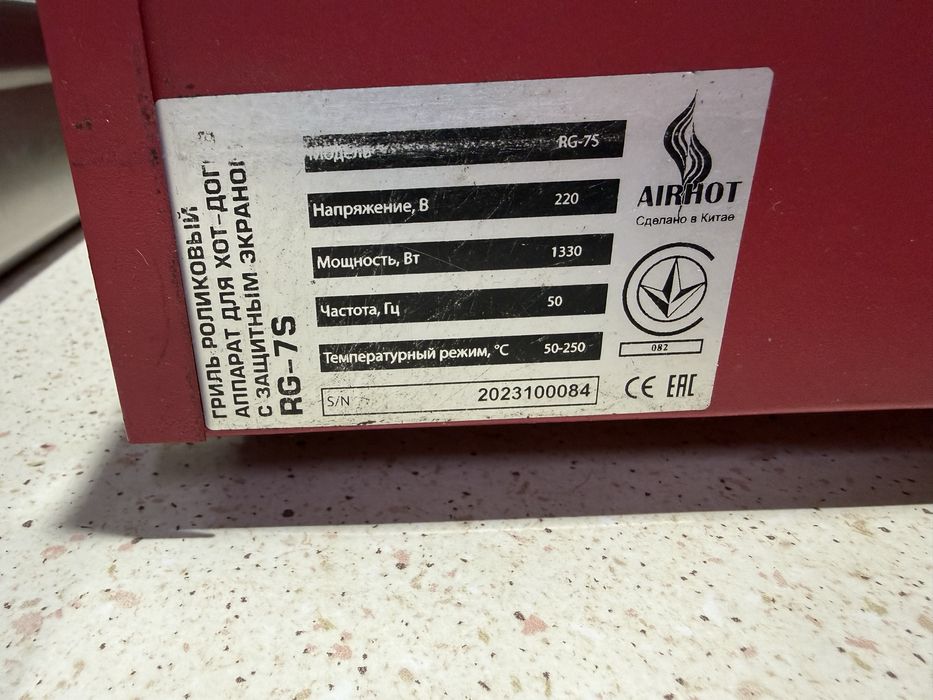 ГРИЛЬ РОЛИКОВЫЙ
АППАРАТ ДЛЯ ХОТ-ДОГ
С ЗАЩИТНЫМ ЭКРАНОМ
RG-7S
Модель RG-7S
Напряжение, В 220
Мощность, Вт 1330
Частота, Гц 50
Температурный режим, °C 50-250
S/N 2023100084
AIRHOT
Сделано в Китае
082
CE EAC